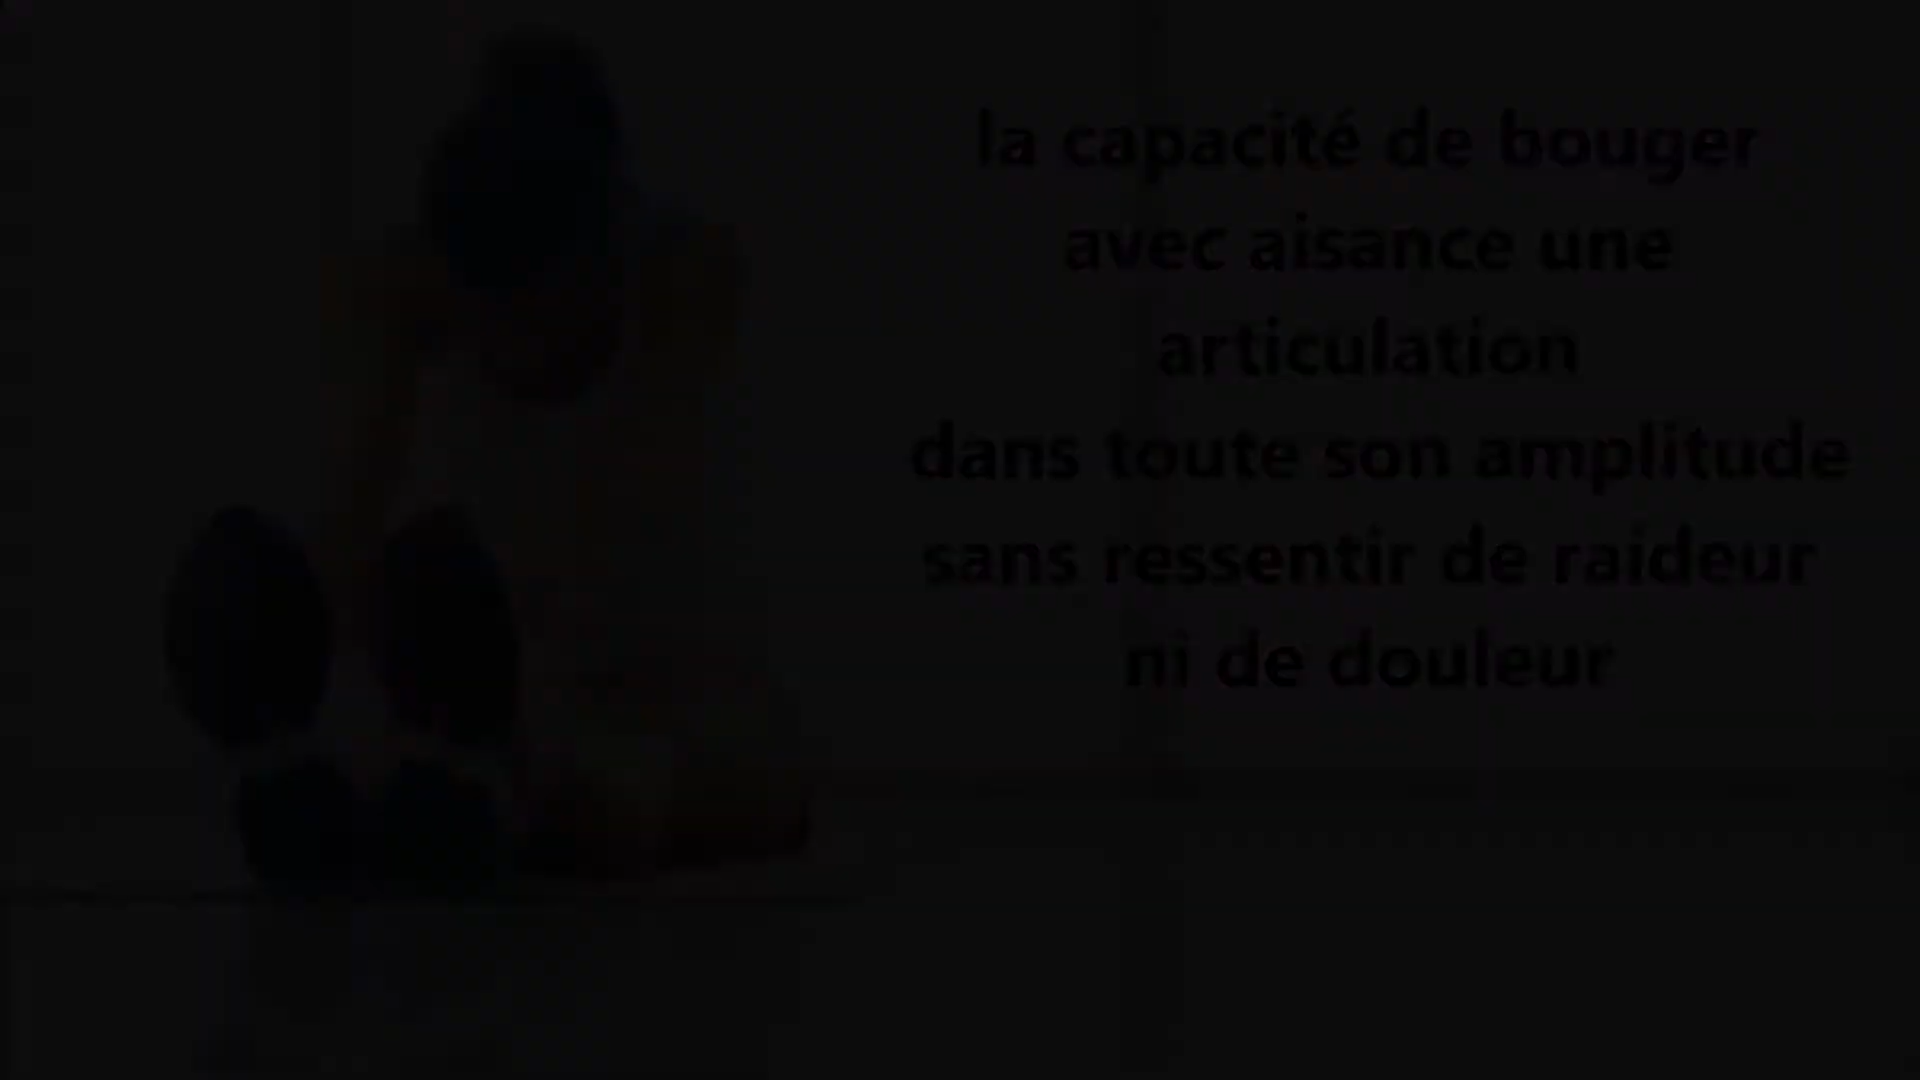 la capacité de bouger
avec aisance une
articulation
dans toute son amplitude
sans ressentir de raideur
ni de douleur